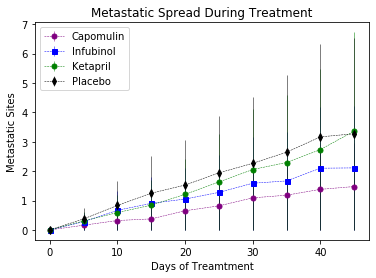 Metastatic Spread During Treatment
Capomulin
Infubinol
Ketapril
Placebo
Metastatic Sites
7
6
5
4
3
2
1
0
0
10
20
30
40
Days of Treamtment